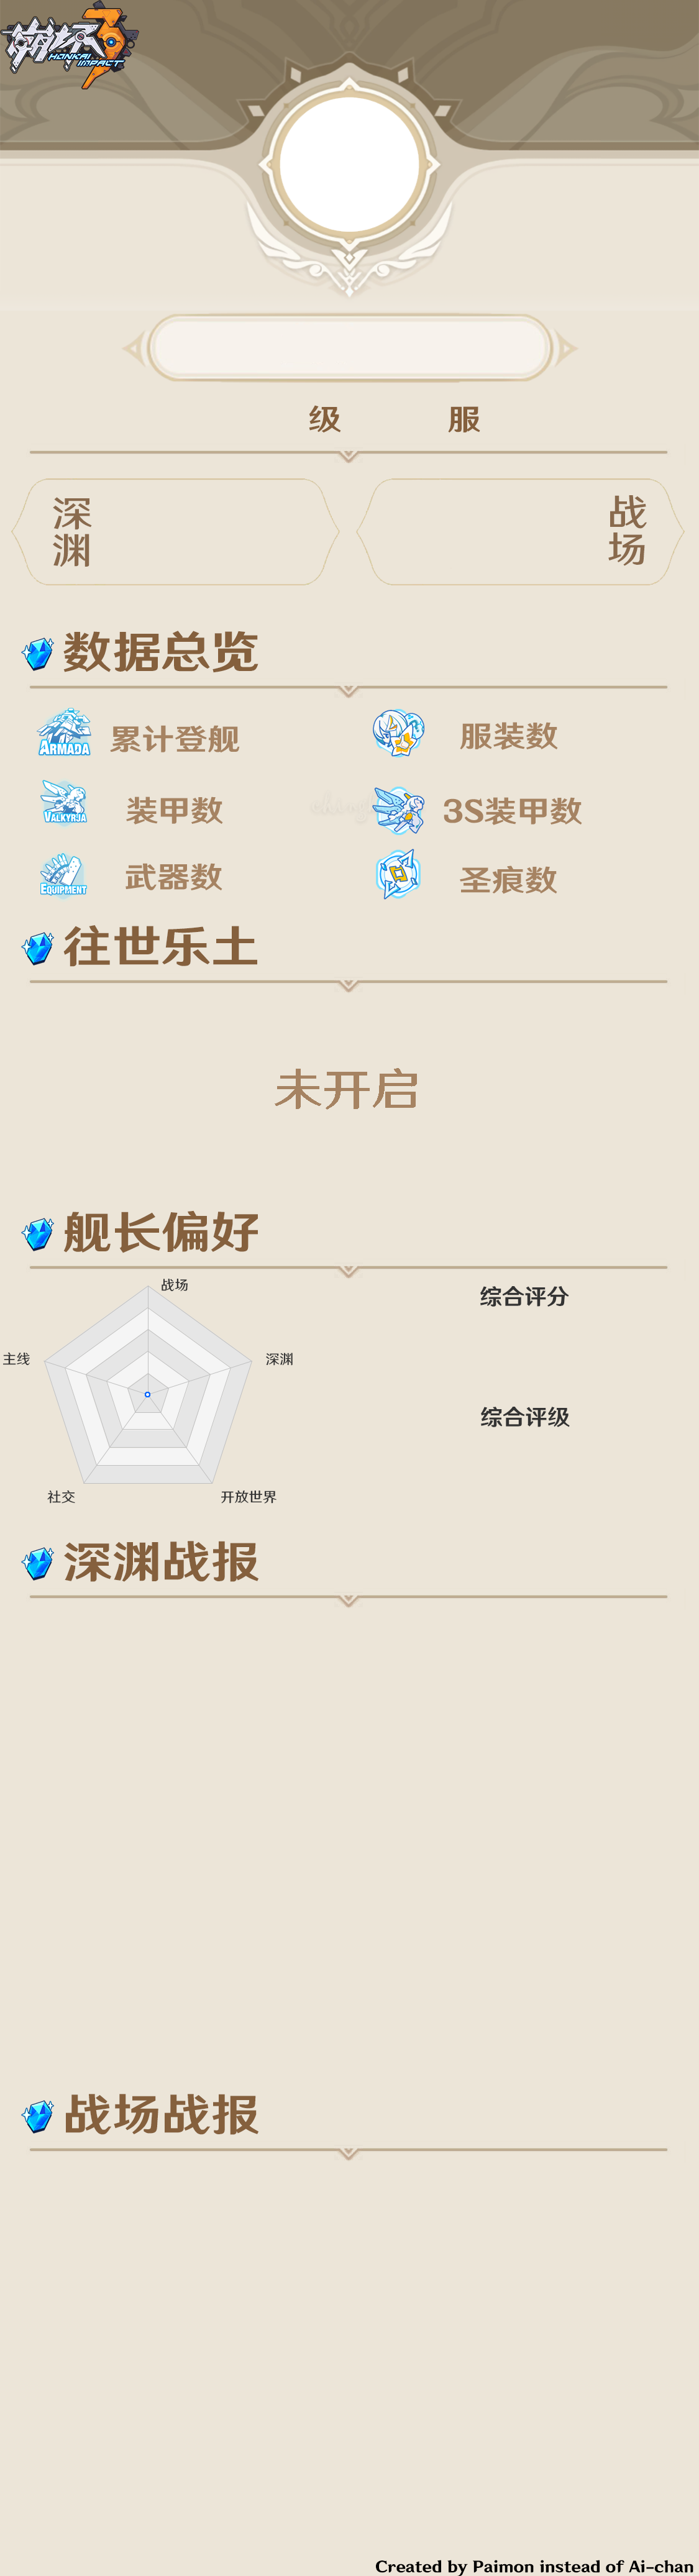 崩坏3
HONKAI IMPACT
级 服
深渊
战场
数据总览
ARMADA 累计登舰
服装数
VALKYRJA 装甲数
3S装甲数
EQUIPMENT 武器数
圣痕数
往世乐土
未开启
舰长偏好
战场
综合评分
主线
深渊
综合评级
社交
开放世界
深渊战报
战场战报
Created by Paimon instead of Ai-chan